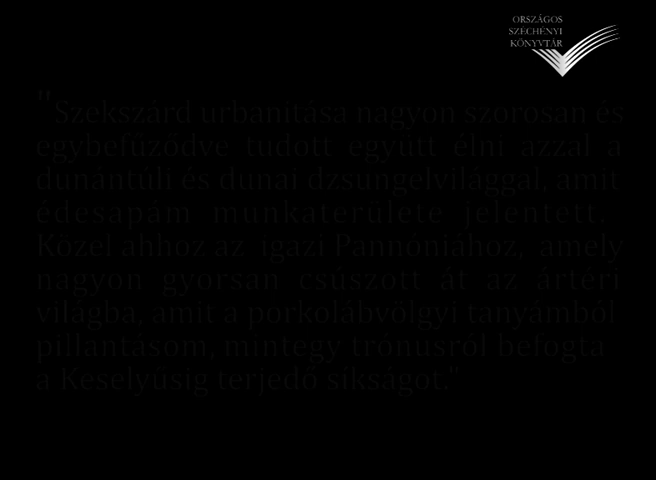 ORSZÁGOS
SZÉCHÉNYI
KÖNYVTÁR
"Szekszárd urbanitása nagyon szorosan és
egybefűződve tudott együtt élni azzal a
dunántúli és dunai dzsungelvilággal, amit
édesapám munkaterülete jelentett.
Közel ahhoz az igazi Pannóniához, amely
nagyon gyorsan csúszott át az ártéri
világba, amit a porkolábvölgyi tanyámból
pillantásom, mintegy trónusról befogta
a Keselyűsig terjedő síkságot."